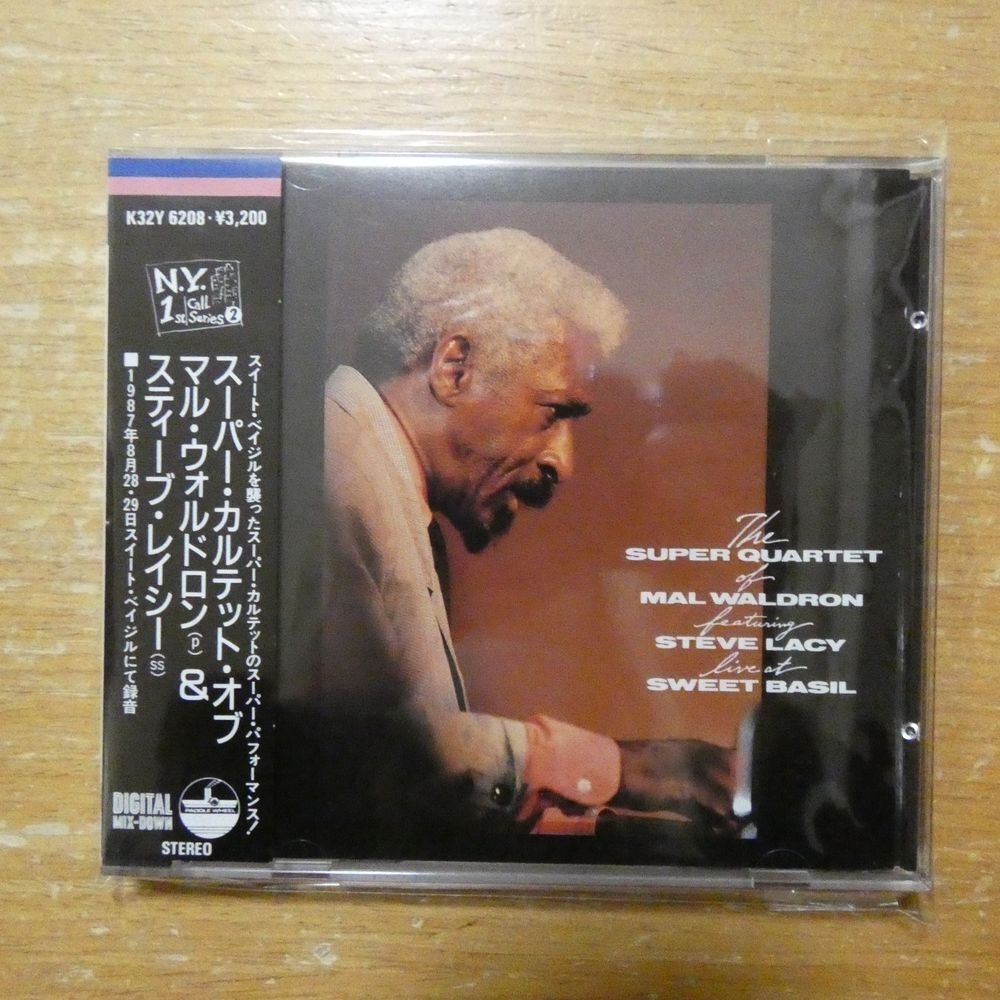 K32Y 6208・¥3,200
N.Y.
1st Call
Series 2
スイート・ベイジルを襲ったスーパー・カルテットのスーパー・パフォーマンス!
スーパー・カルテット・オブ
マル・ウォルドロン(p) &
スティーブ・レイシー(ss)
■1987年8月28・29日スイート・ベイジルにて録音
DIGITAL
MIX-DOWN
PADDLE WHEEL
STEREO
The
SUPER QUARTET
of
MAL WALDRON
featuring
STEVE LACY
live at
SWEET BASIL